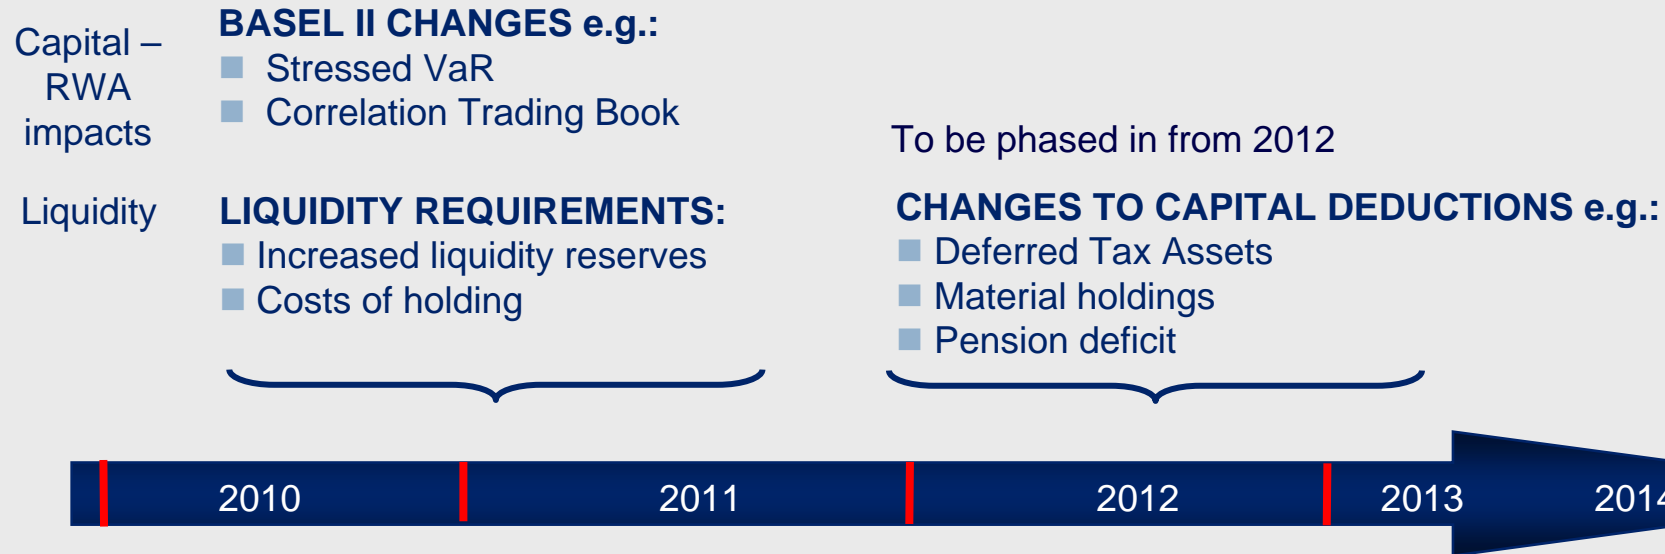 Capital –
RWA
impacts
BASEL II CHANGES e.g.:
Stressed VaR
Correlation Trading Book
To be phased in from 2012
Liquidity
LIQUIDITY REQUIREMENTS:
Increased liquidity reserves
Costs of holding
CHANGES TO CAPITAL DEDUCTIONS e.g.:
Deferred Tax Assets
Material holdings
Pension deficit
2010 2011 2012 2013 2014